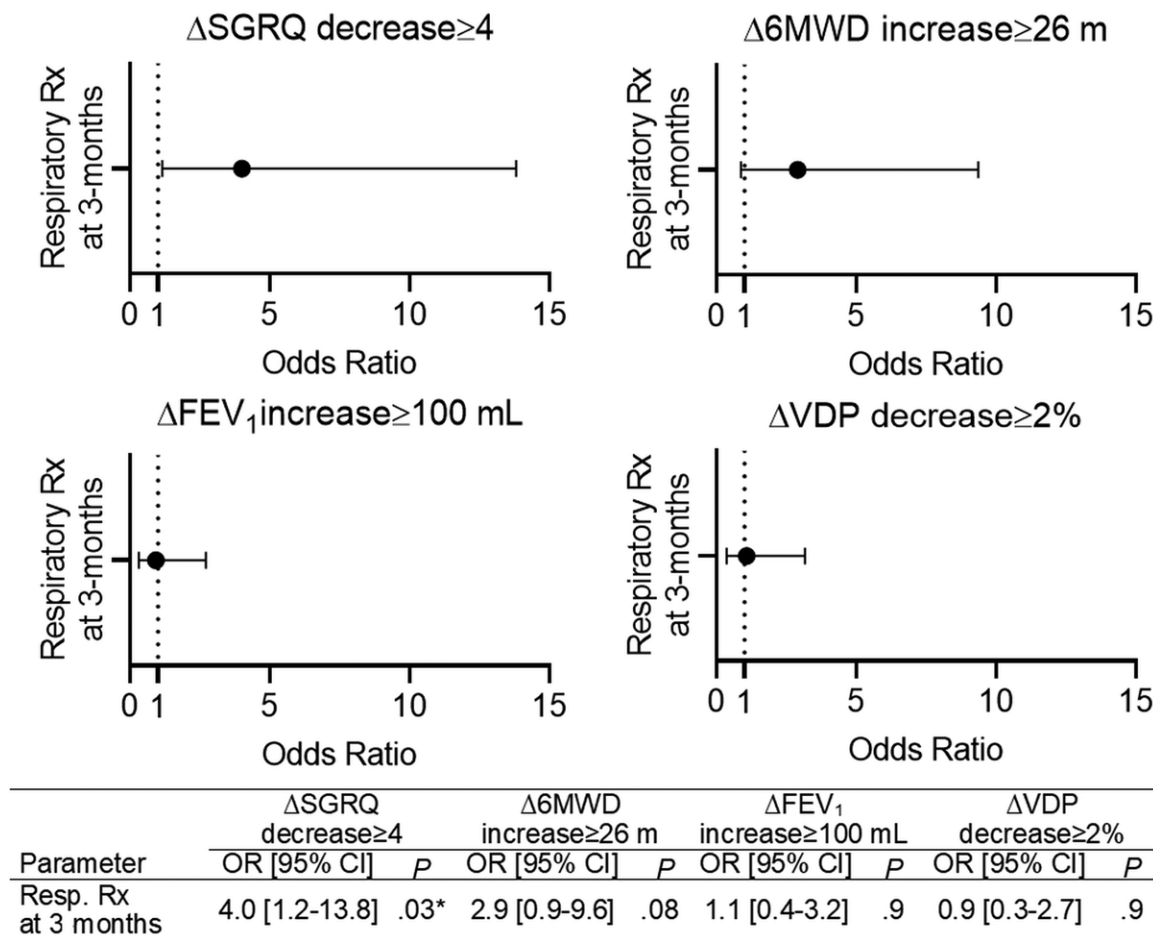 ΔSGRQ decrease≥4
Respiratory Rx
at 3-months
0 1 5 10 15
Odds Ratio
Δ6MWD increase≥26 m
Respiratory Rx
at 3-months
0 1 5 10 15
Odds Ratio
ΔFEV₁increase≥100 mL
Respiratory Rx
at 3-months
0 1 5 10 15
Odds Ratio
ΔVDP decrease≥2%
Respiratory Rx
at 3-months
0 1 5 10 15
Odds Ratio
ΔSGRQ Δ6MWD ΔFEV₁ ΔVDP
decrease≥4 increase≥26 m increase≥100 mL decrease≥2%
Parameter OR [95% CI] P OR [95% CI] P OR [95% CI] P OR [95% CI] P
Resp. Rx
at 3 months 4.0 [1.2-13.8] .03* 2.9 [0.9-9.6] .08 1.1 [0.4-3.2] .9 0.9 [0.3-2.7] .9